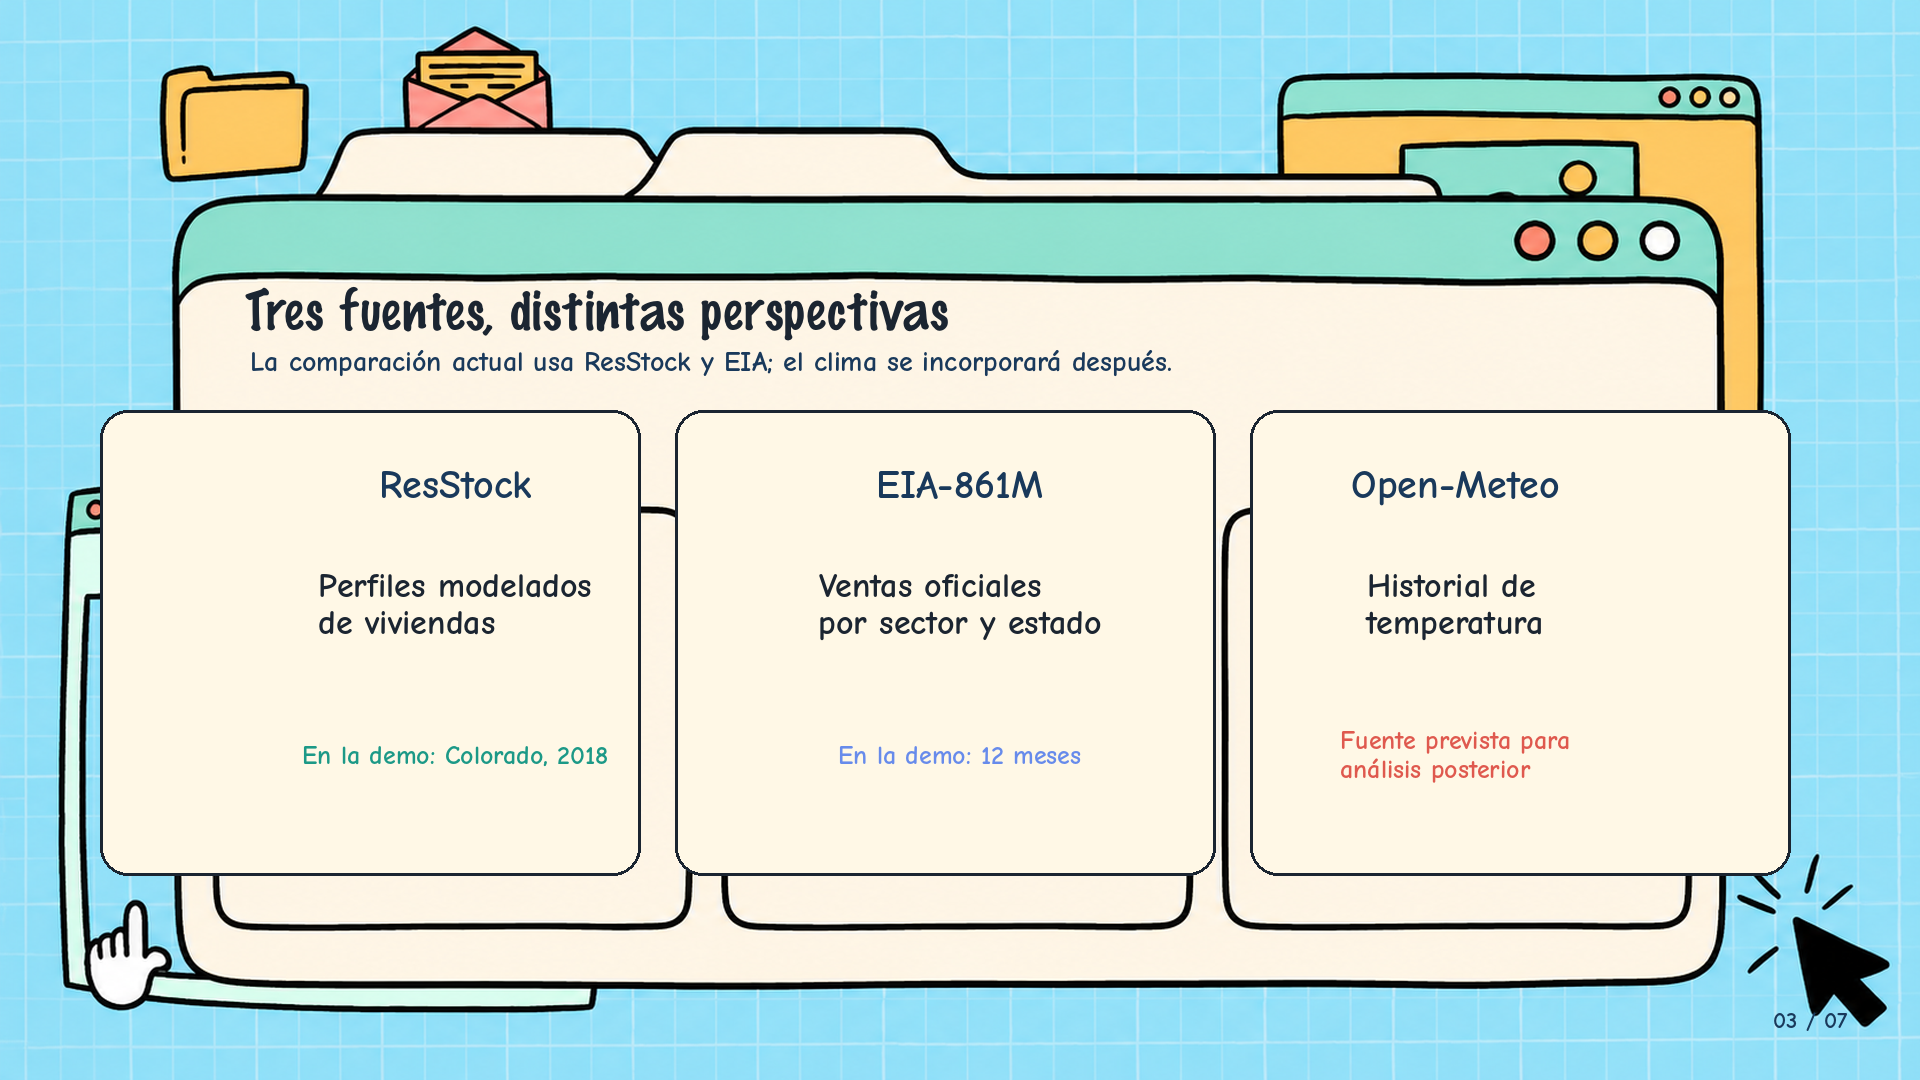 Tres fuentes, distintas perspectivas
La comparación actual usa ResStock y EIA; el clima se incorporará después.
ResStock
Perfiles modelados
de viviendas
En la demo: Colorado, 2018
EIA-861M
Ventas oficiales
por sector y estado
En la demo: 12 meses
Open-Meteo
Historial de
temperatura
Fuente prevista para
análisis posterior
03 / 07